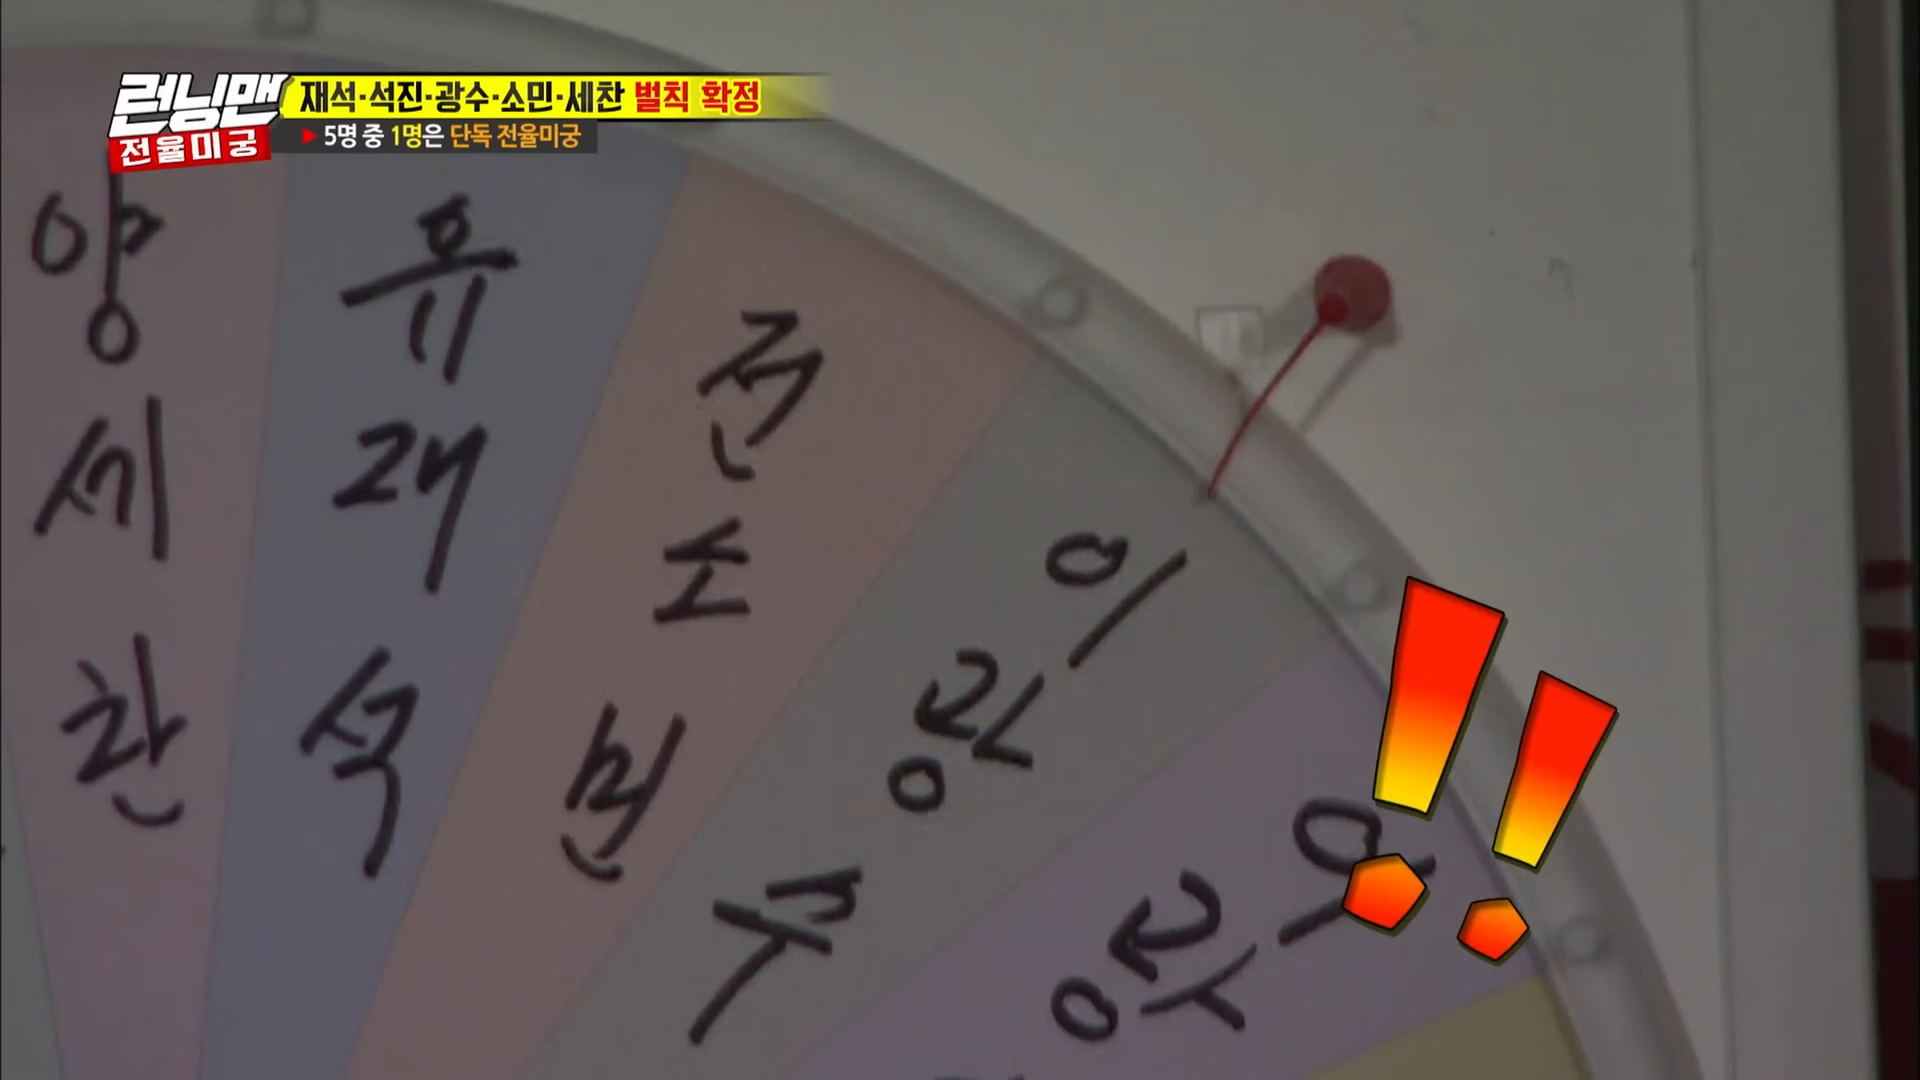 런닝맨
전율미궁
재석·석진·광수·소민·세찬 벌칙 확정
▶ 5명 중 1명은 단독 전율미궁
양세찬
유재석
전소민
이광수
이광
!!